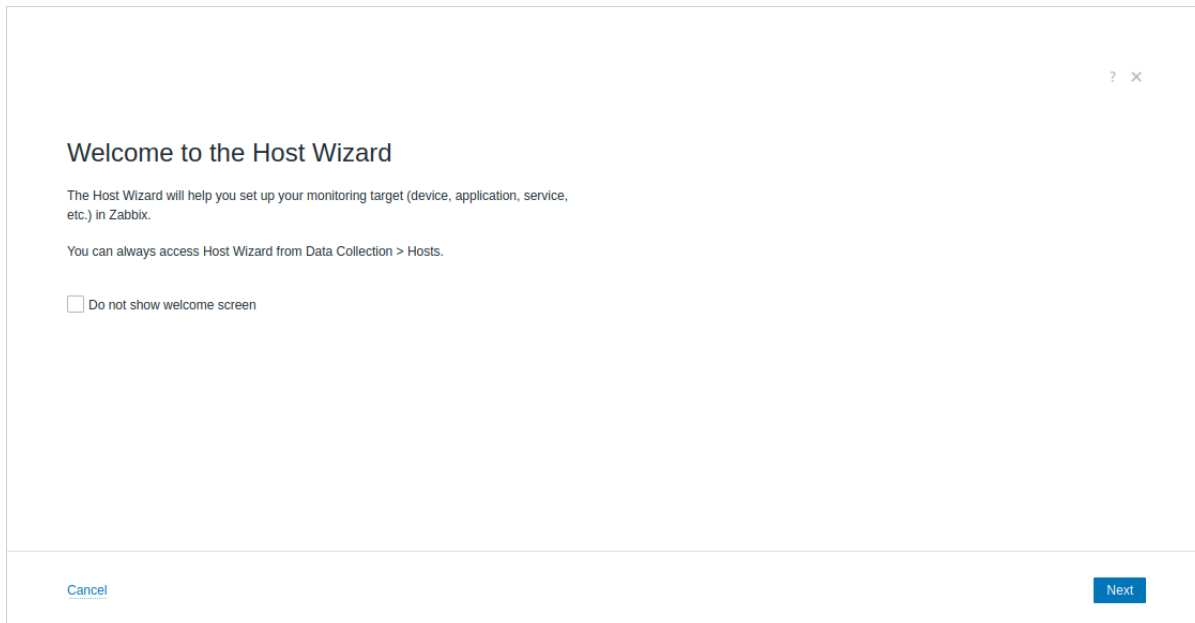 ?
Welcome to the Host Wizard
The Host Wizard will help you set up your monitoring target (device, application, service,
etc.) in Zabbix.
You can always access Host Wizard from Data Collection > Hosts.
Do not show welcome screen
Cancel
Next